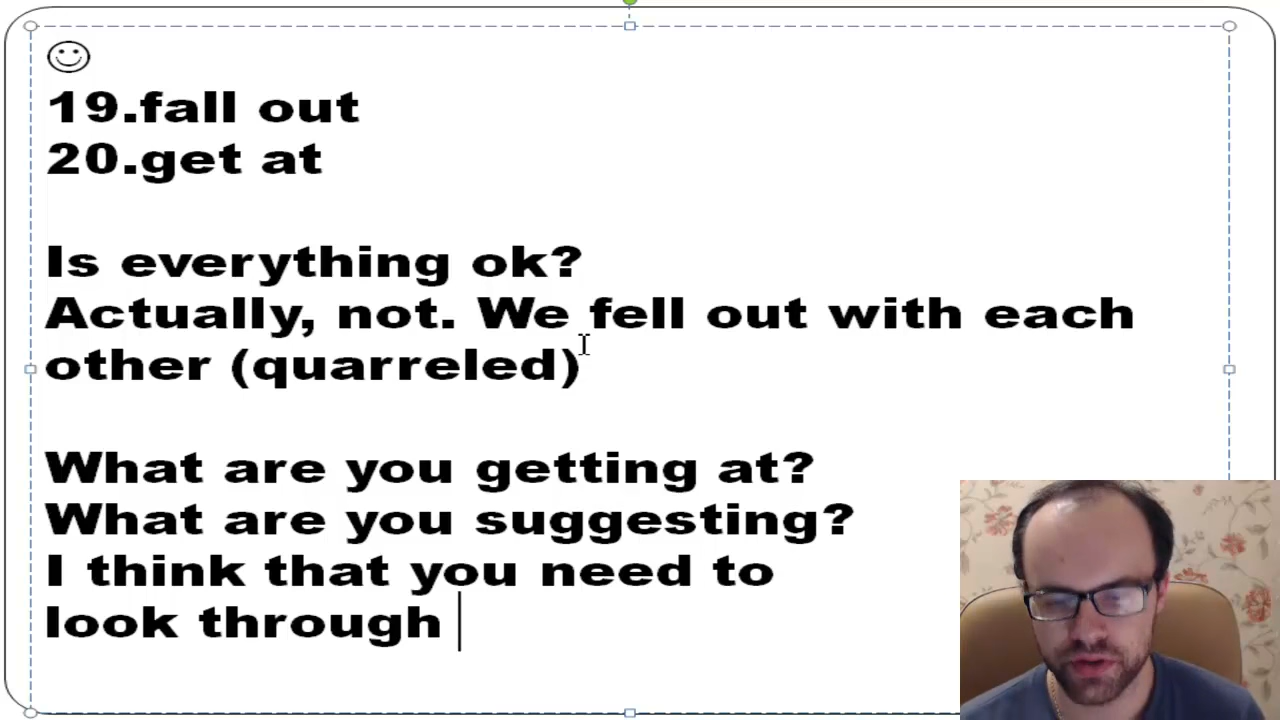 19.fall out
20.get at
Is everything ok?
Actually, not. We fell out with each
other (quarreled)
What are you getting at?
What are you suggesting?
I think that you need to
look through